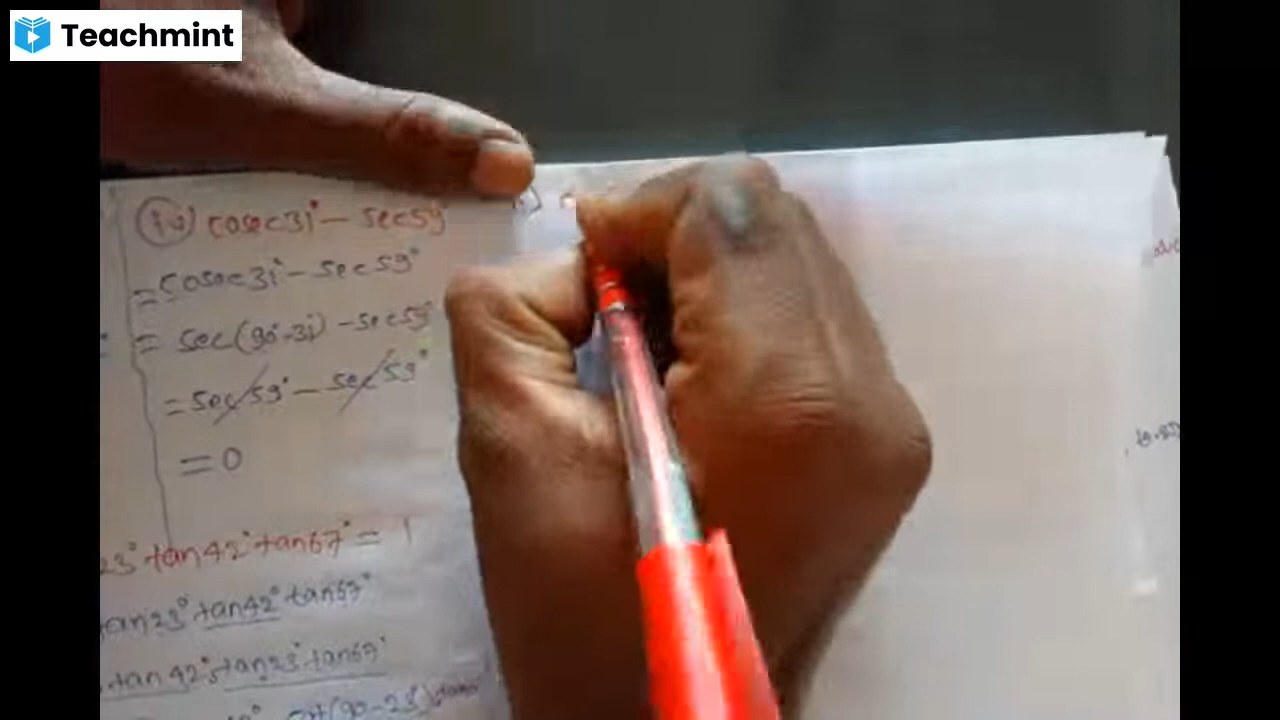 Teachmint
(iv) cosec31° - sec59°
= cosec31° - sec59°
= sec(90°-31°) - sec59°
= sec59° - sec59°
= 0
23° tan42° tan67° = 1
tan23° tan42° tan67°
tan42° tan23° tan67°